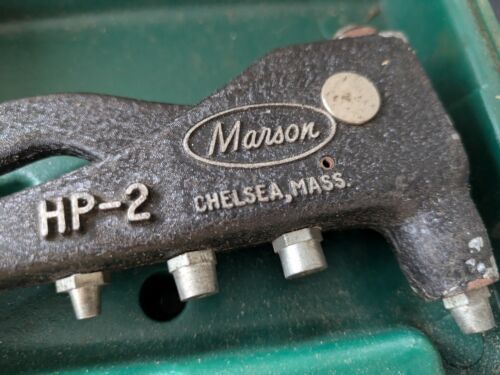 Marson
CHELSEA, MASS.
HP-2